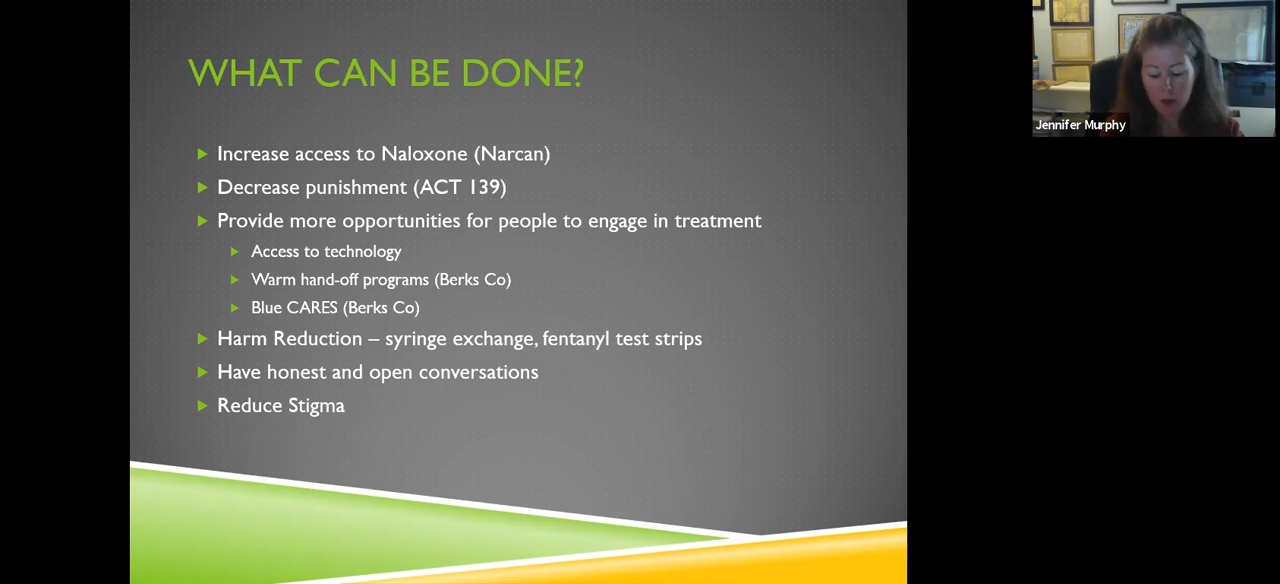 WHAT CAN BE DONE?
Increase access to Naloxone (Narcan)
Decrease punishment (ACT 139)
Provide more opportunities for people to engage in treatment
Access to technology
Warm hand-off programs (Berks Co)
Blue CARES (Berks Co)
Harm Reduction – syringe exchange, fentanyl test strips
Have honest and open conversations
Reduce Stigma
Jennifer Murphy